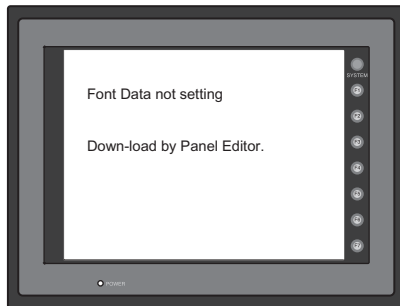 Font Data not setting
Down-load by Panel Editor.
SYSTEM
F1
F2
F3
F4
F5
F6
F7
POWER